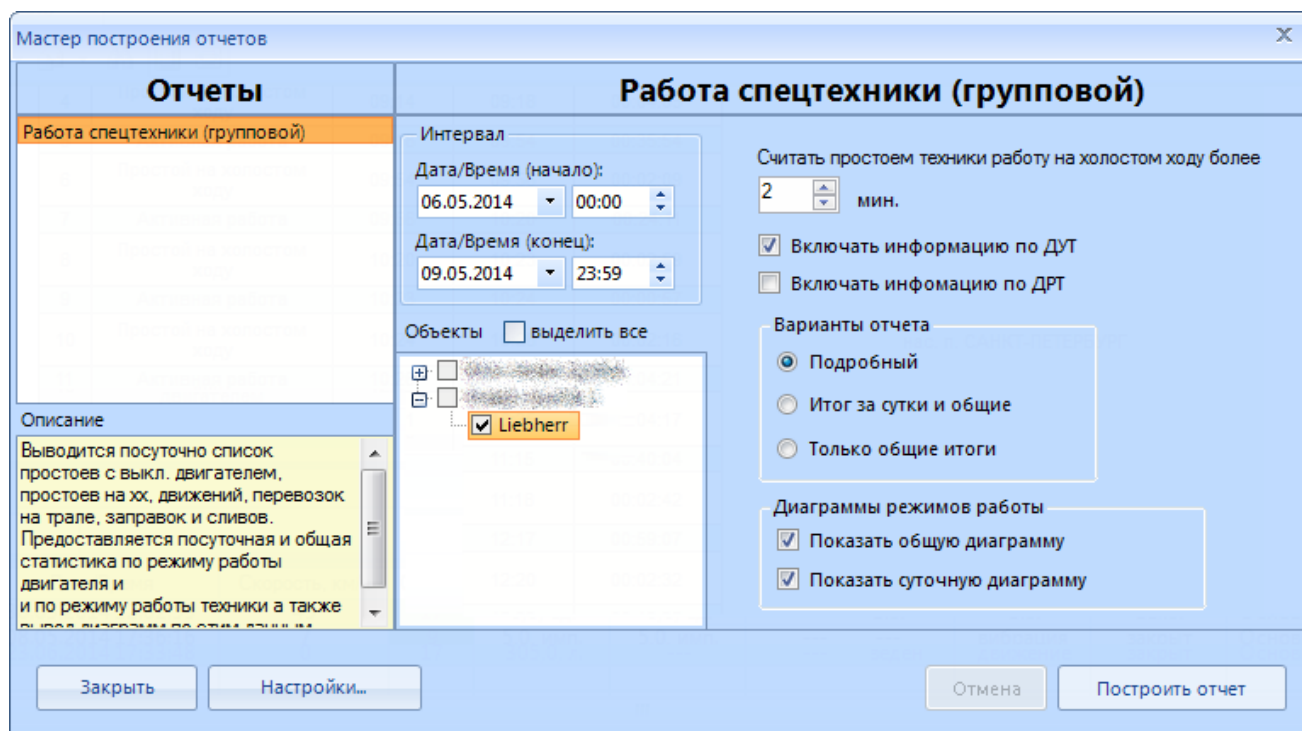 Мастер построения отчетов
Отчеты
Работа спецтехники (групповой)
Работа спецтехники (групповой)
Интервал
Дата/Время (начало):
06.05.2014 00:00
Дата/Время (конец):
09.05.2014 23:59
Объекты выделить все
Liebherr
Считать простоем техники работу на холостом ходу более
2 мин.
Включать информацию по ДУТ
Включать инфомацию по ДРТ
Варианты отчета
Подробный
Итог за сутки и общие
Только общие итоги
Диаграммы режимов работы
Показать общую диаграмму
Показать суточную диаграмму
Описание
Выводится посуточно список
простоев с выкл. двигателем,
простоев на хх, движений, перевозок
на трале, заправок и сливов.
Предоставляется посуточная и общая
статистика по режиму работы
двигателя и
и по режиму работы техники а также
вывод диаграмм по этим данным
Закрыть
Настройки...
Отмена
Построить отчет